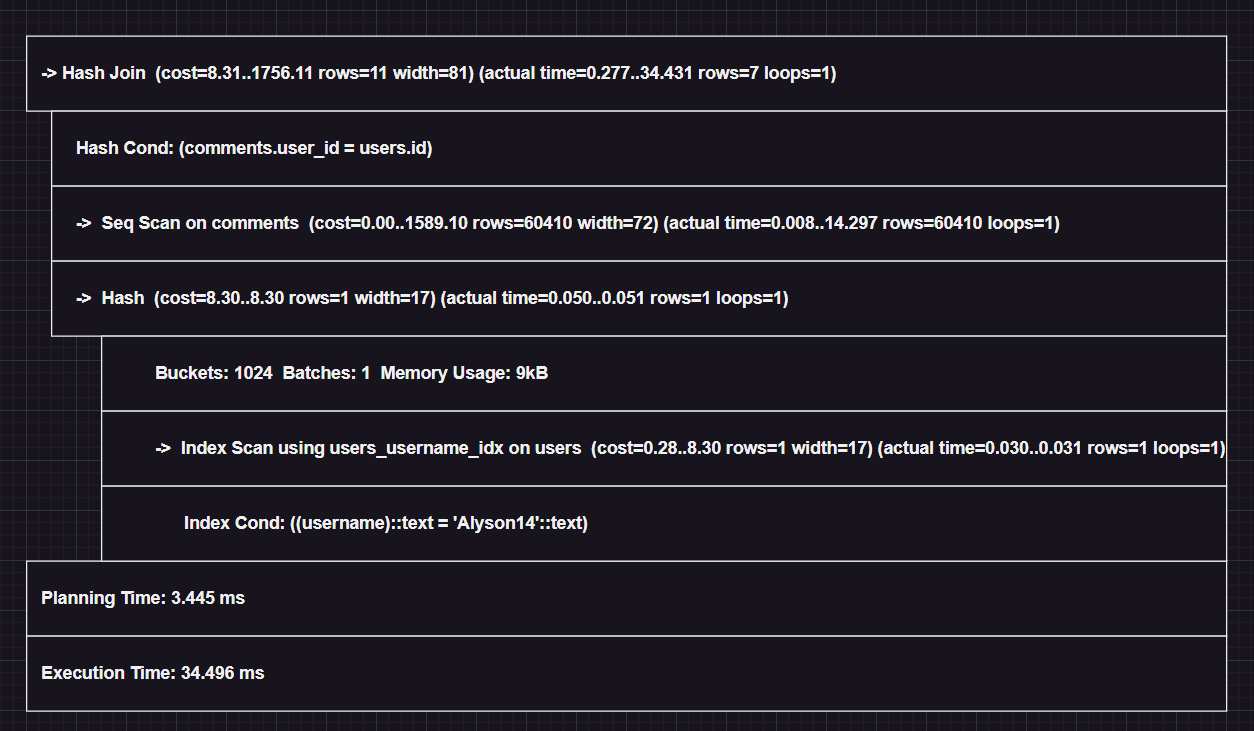 -> Hash Join  (cost=8.31..1756.11 rows=11 width=81) (actual time=0.277..34.431 rows=7 loops=1)
Hash Cond: (comments.user_id = users.id)
->  Seq Scan on comments  (cost=0.00..1589.10 rows=60410 width=72) (actual time=0.008..14.297 rows=60410 loops=1)
->  Hash  (cost=8.30..8.30 rows=1 width=17) (actual time=0.050..0.051 rows=1 loops=1)
Buckets: 1024  Batches: 1  Memory Usage: 9kB
->  Index Scan using users_username_idx on users  (cost=0.28..8.30 rows=1 width=17) (actual time=0.030..0.031 rows=1 loops=1)
Index Cond: ((username)::text = 'Alyson14'::text)
Planning Time: 3.445 ms
Execution Time: 34.496 ms